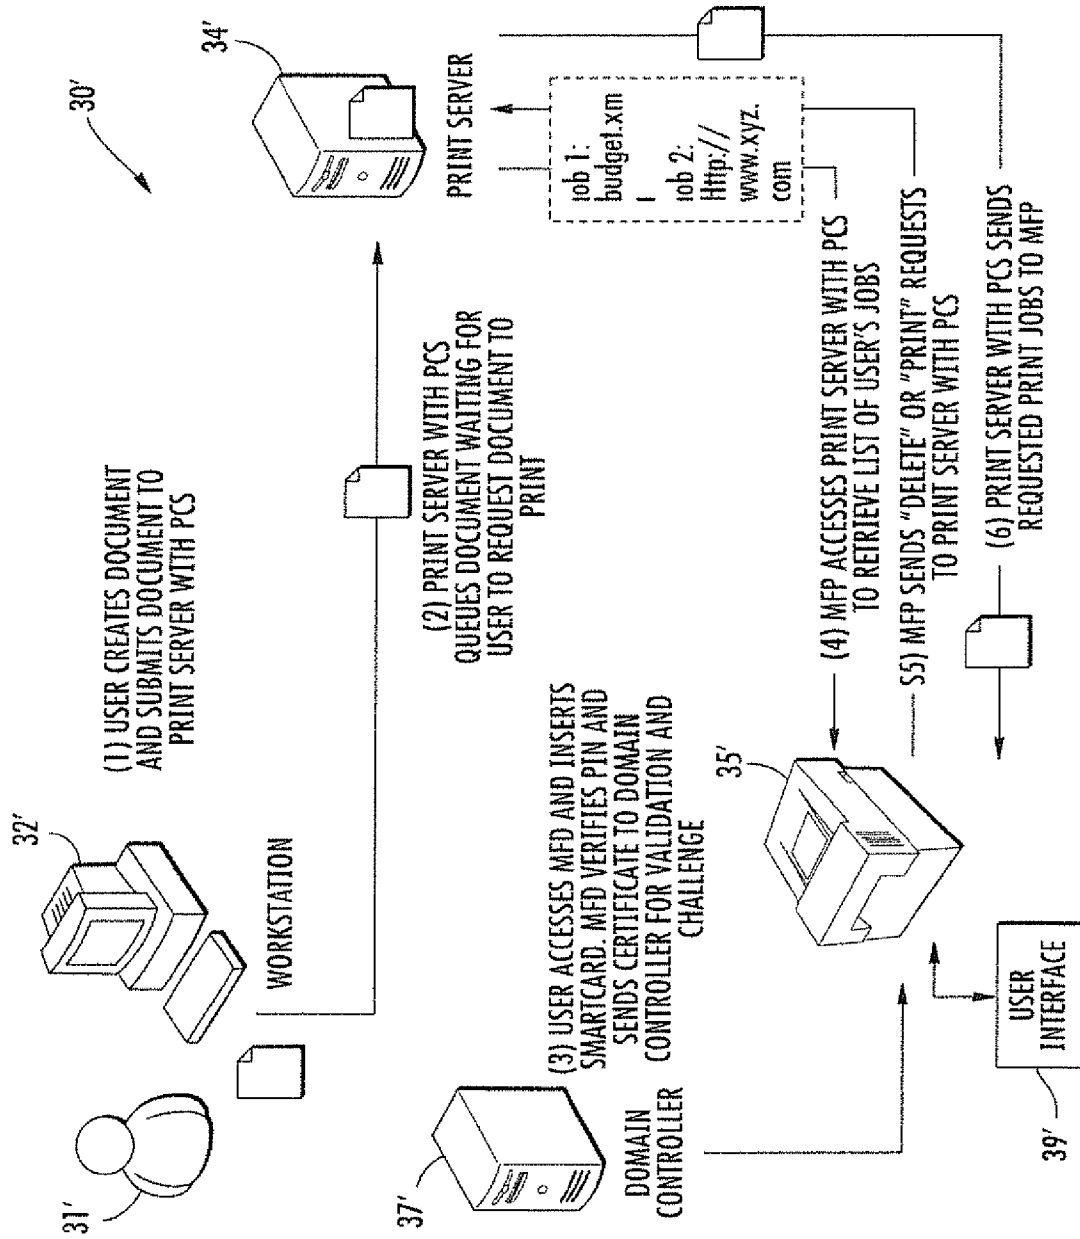 30'
31'
32'
WORKSTATION
(1) USER CREATES DOCUMENT
AND SUBMITS DOCUMENT TO
PRINT SERVER WITH PCS
(2) PRINT SERVER WITH PCS
QUEUES DOCUMENT WAITING FOR
USER TO REQUEST DOCUMENT TO
PRINT
34'
PRINT SERVER
job 1:
budget.xm
l
job 2:
Http://
www.xyz.
com
37'
DOMAIN
CONTROLLER
(3) USER ACCESSES MFD AND INSERTS
SMARTCARD. MFD VERIFIES PIN AND
SENDS CERTIFICATE TO DOMAIN
CONTROLLER FOR VALIDATION AND
CHALLENGE
35'
(4) MFP ACCESSES PRINT SERVER WITH PCS
TO RETRIEVE LIST OF USER'S JOBS
S5) MFP SENDS "DELETE" OR "PRINT" REQUESTS
TO PRINT SERVER WITH PCS
(6) PRINT SERVER WITH PCS SENDS
REQUESTED PRINT JOBS TO MFP
39'
USER
INTERFACE